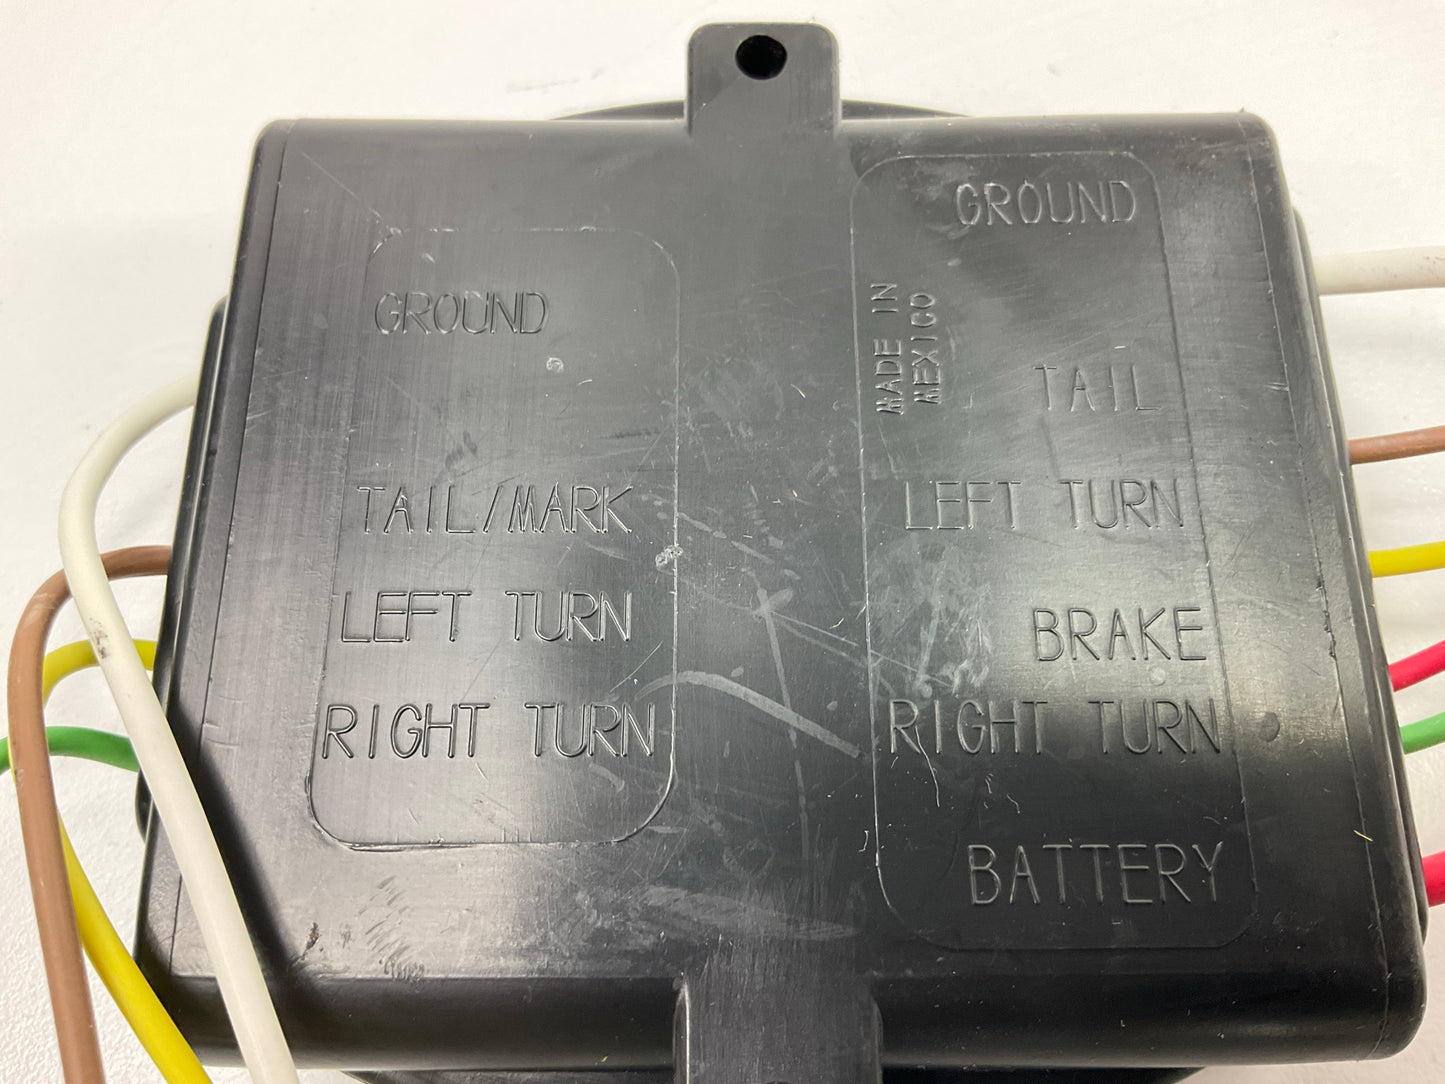 GROUND
TAIL/MARK
LEFT TURN
RIGHT TURN
GROUND
MADE IN
MEXICO
TAIL
LEFT TURN
BRAKE
RIGHT TURN
BATTERY